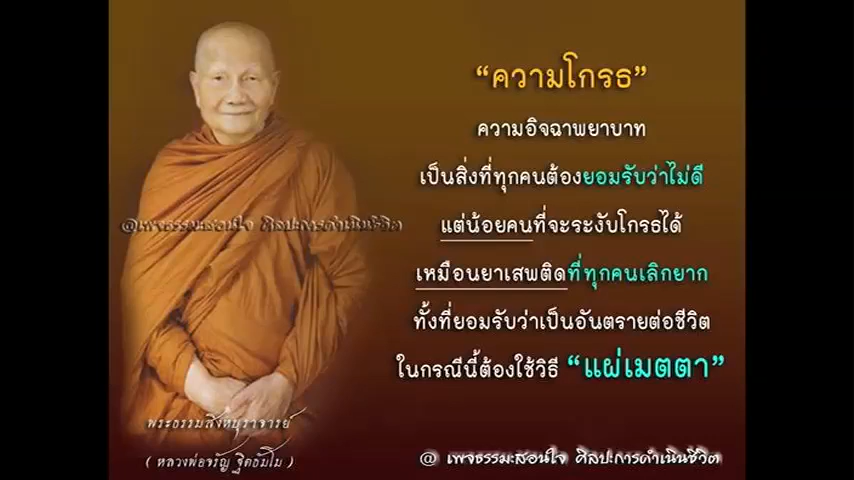 “ความโกรธ”
ความอิจฉาพยาบาท
เป็นสิ่งที่ทุกคนต้องยอมรับว่าไม่ดี
แต่น้อยคนที่จะระงับโกรธได้
เหมือนยาเสพติดที่ทุกคนเลิกยาก
ทั้งที่ยอมรับว่าเป็นอันตรายต่อชีวิต
ในกรณีนี้ต้องใช้วิธี “แผ่เมตตา”
@เพจธรรมะสอนใจ ศิลปะการดำเนินชีวิต
พระธรรมสิงหบุราจารย์
( หลวงพ่อจรัญ ฐิตธัมโม )
@ เพจธรรมะสอนใจ ศิลปะการดำเนินชีวิต